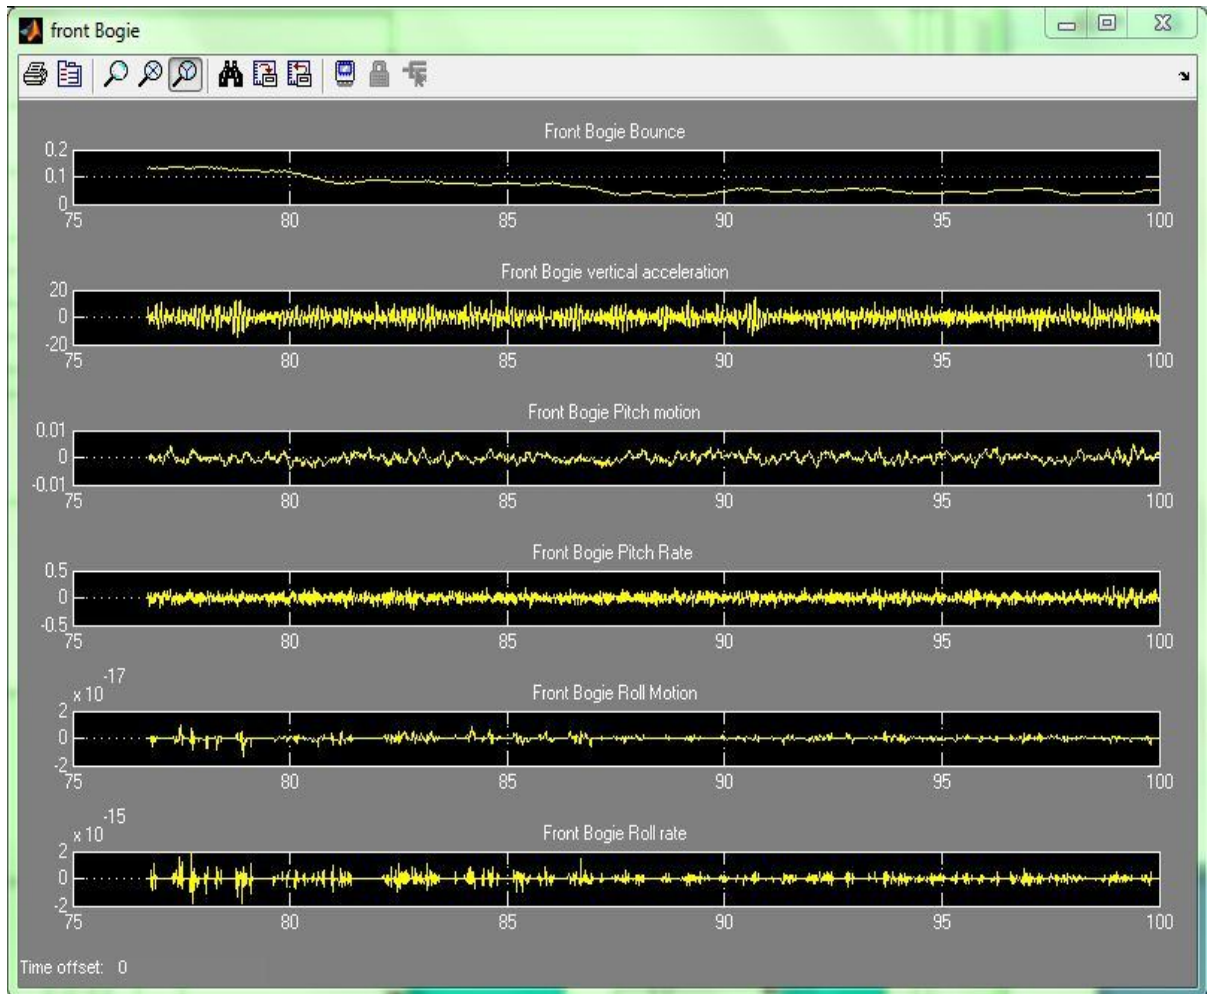 front Bogie
Front Bogie Bounce
0.2
0.1
0
75 80 85 90 95 100
Front Bogie vertical acceleration
20
0
-20
75 80 85 90 95 100
Front Bogie Pitch motion
0.01
0
-0.01
75 80 85 90 95 100
Front Bogie Pitch Rate
0.5
0
-0.5
75 80 85 90 95 100
x 10 -17
Front Bogie Roll Motion
2
0
-2
75 80 85 90 95 100
x 10 -15
Front Bogie Roll rate
2
0
-2
75 80 85 90 95 100
Time offset: 0